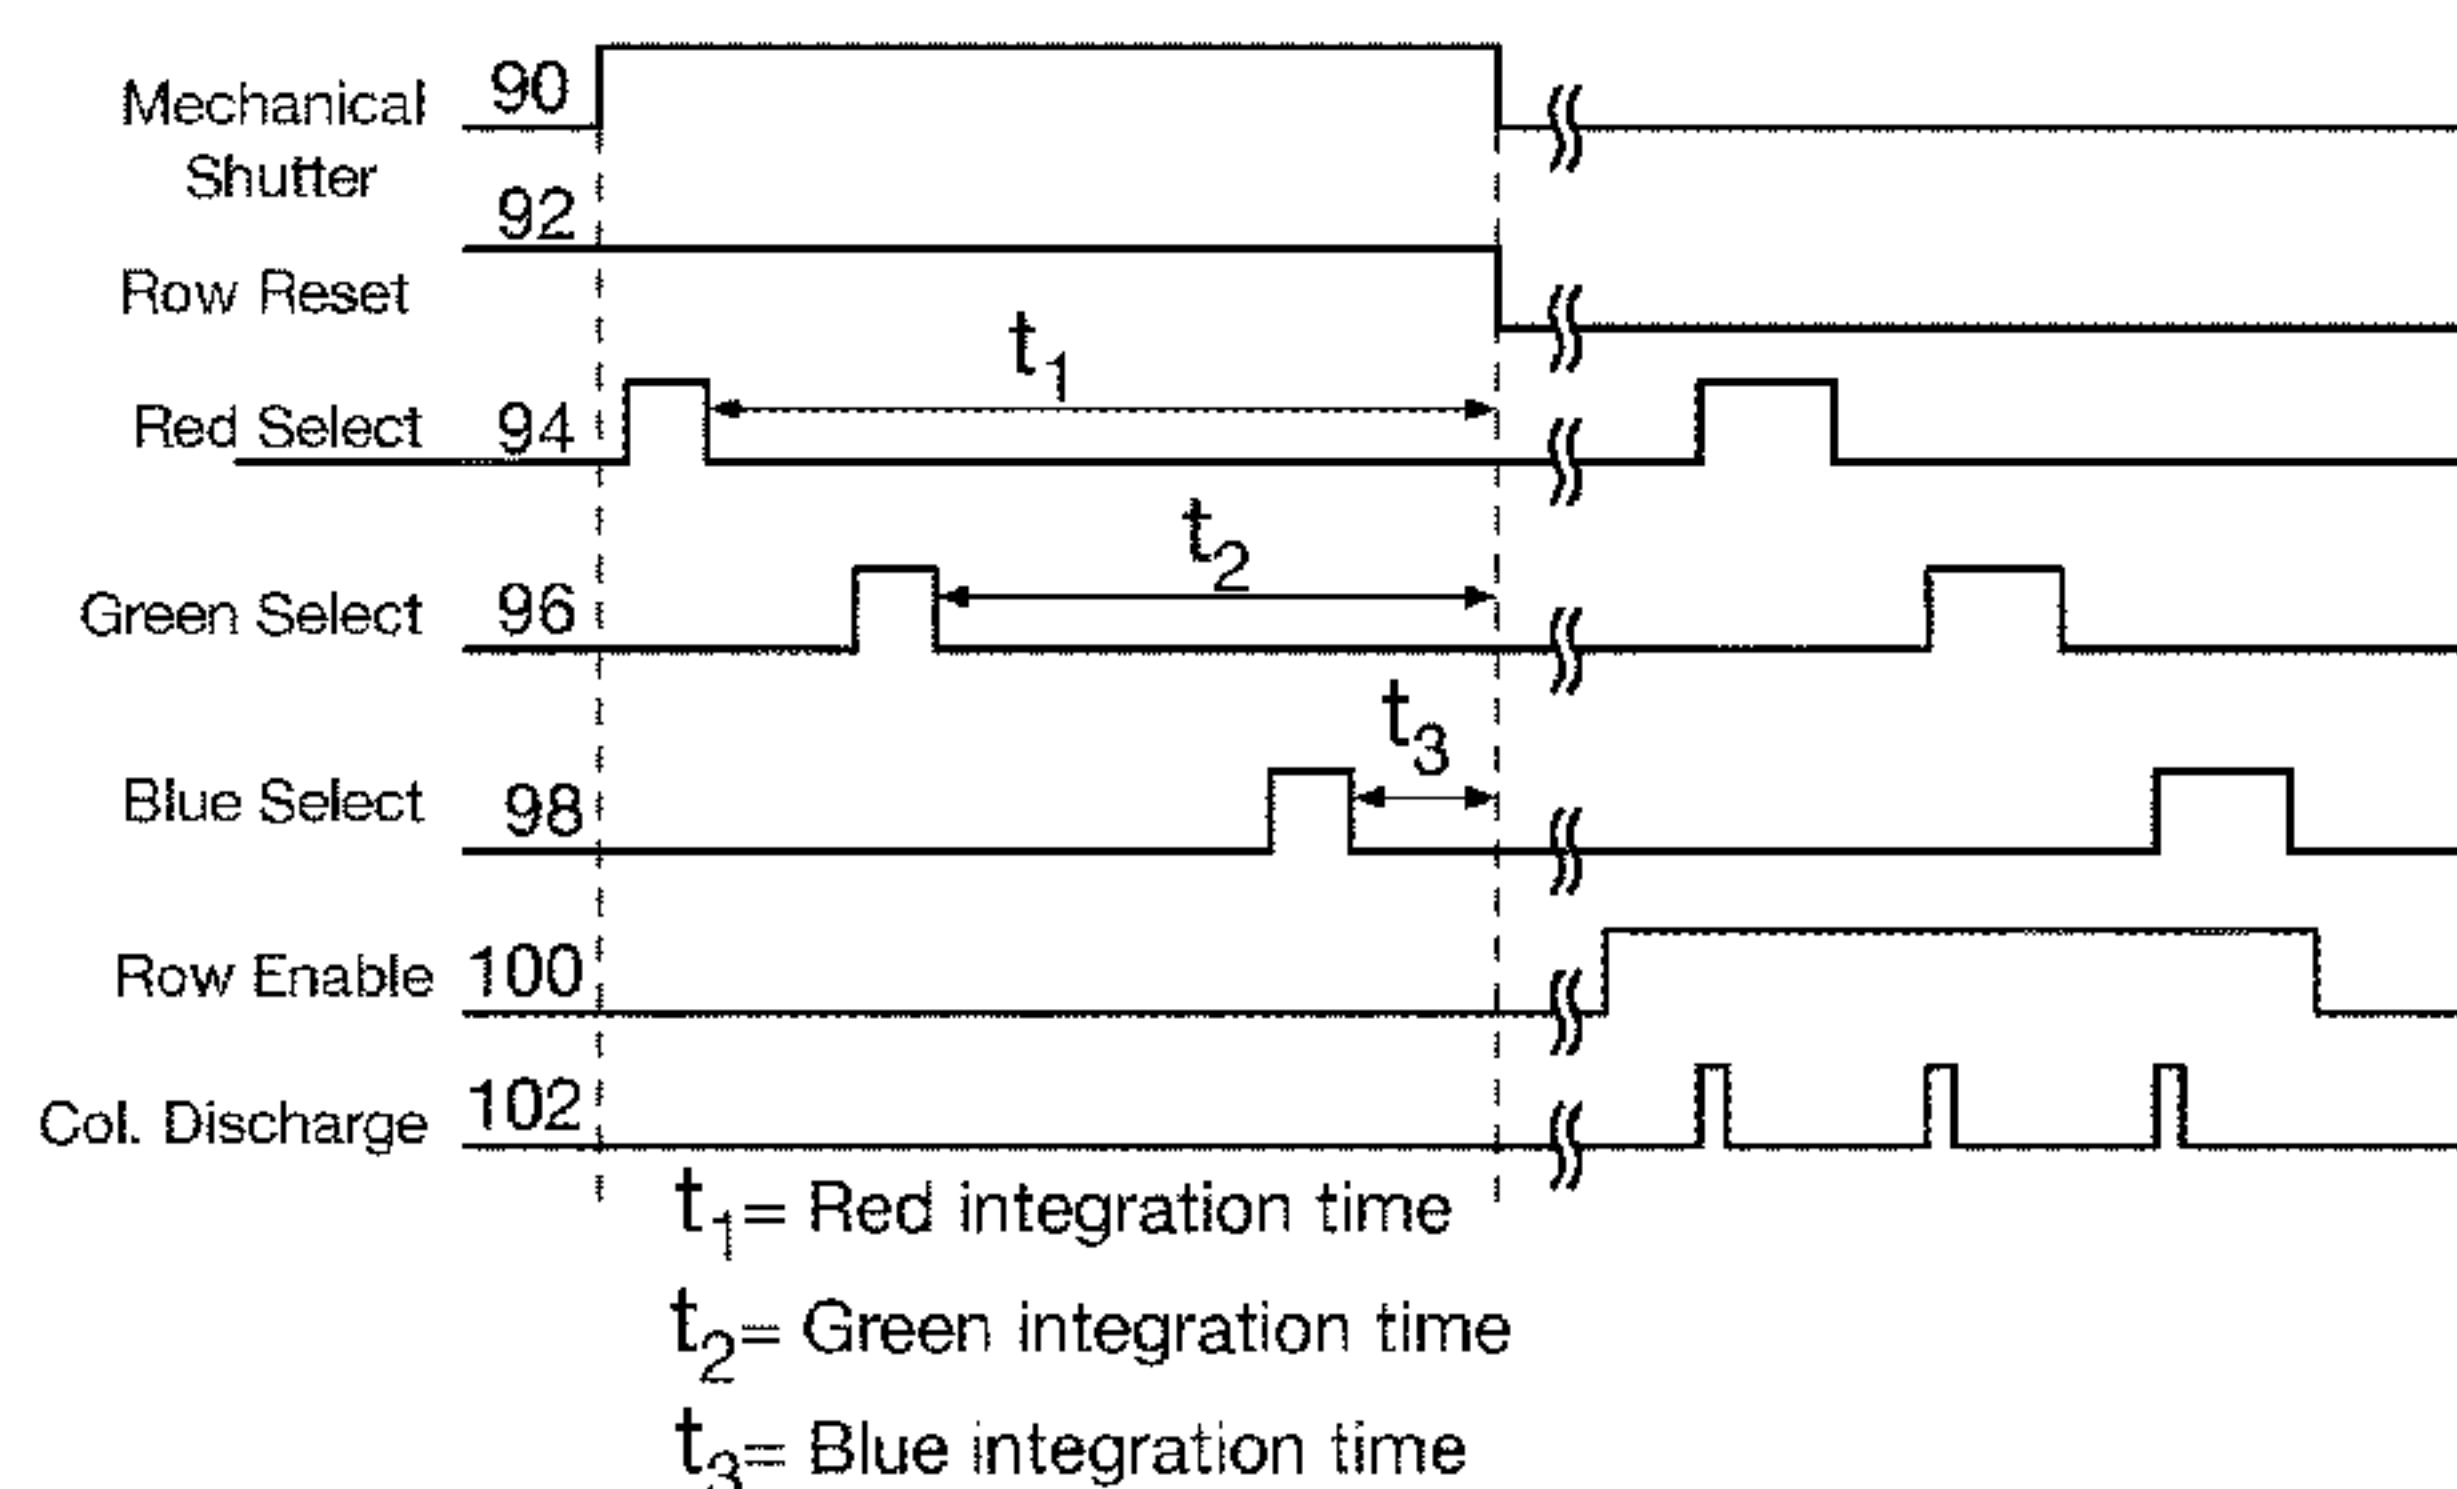 Mechanical 90
Shutter
92
Row Reset
t1
Red Select 94
t2
Green Select 96
t3
Blue Select 98
Row Enable 100
Col. Discharge 102
t1= Red integration time
t2= Green integration time
t3= Blue integration time